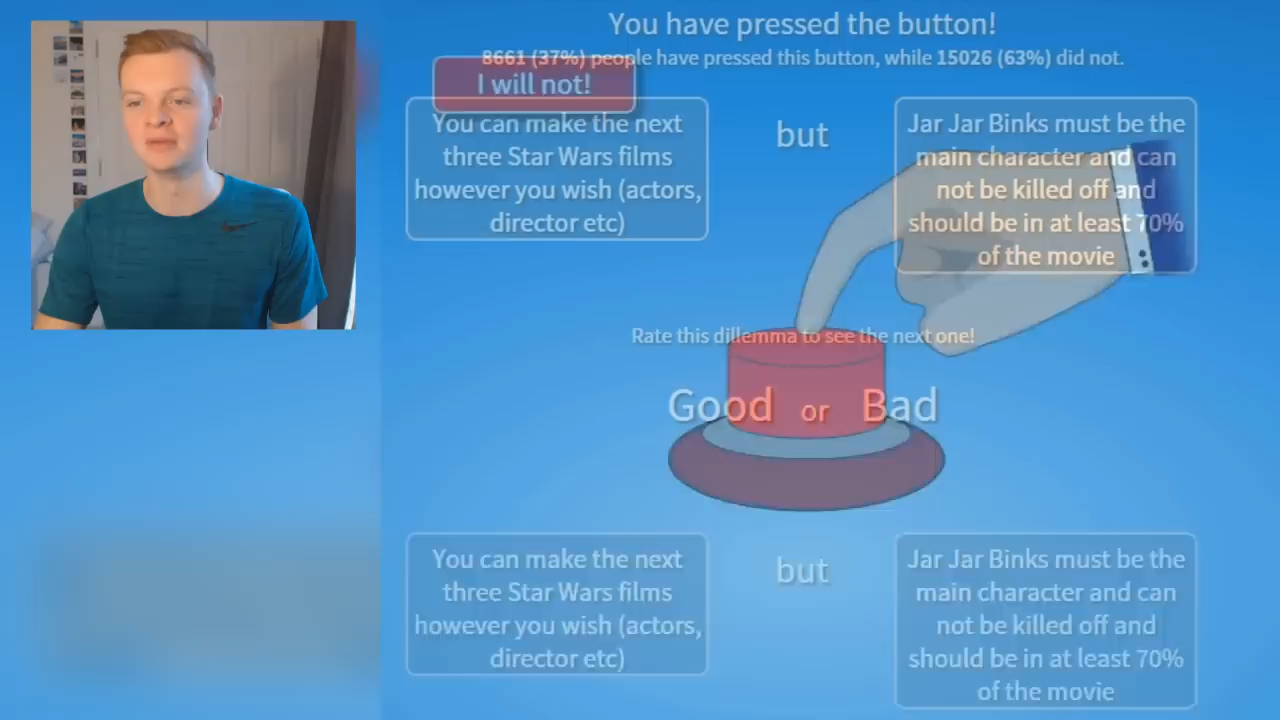 You have pressed the button!
8661 (37%) people have pressed this button, while 15026 (63%) did not.
I will not!
You can make the next
three Star Wars films
however you wish (actors,
director etc)
but
Jar Jar Binks must be the
main character and can
not be killed off and
should be in at least 70%
of the movie
Rate this dillemma to see the next one!
Good or Bad
You can make the next
three Star Wars films
however you wish (actors,
director etc)
but
Jar Jar Binks must be the
main character and can
not be killed off and
should be in at least 70%
of the movie